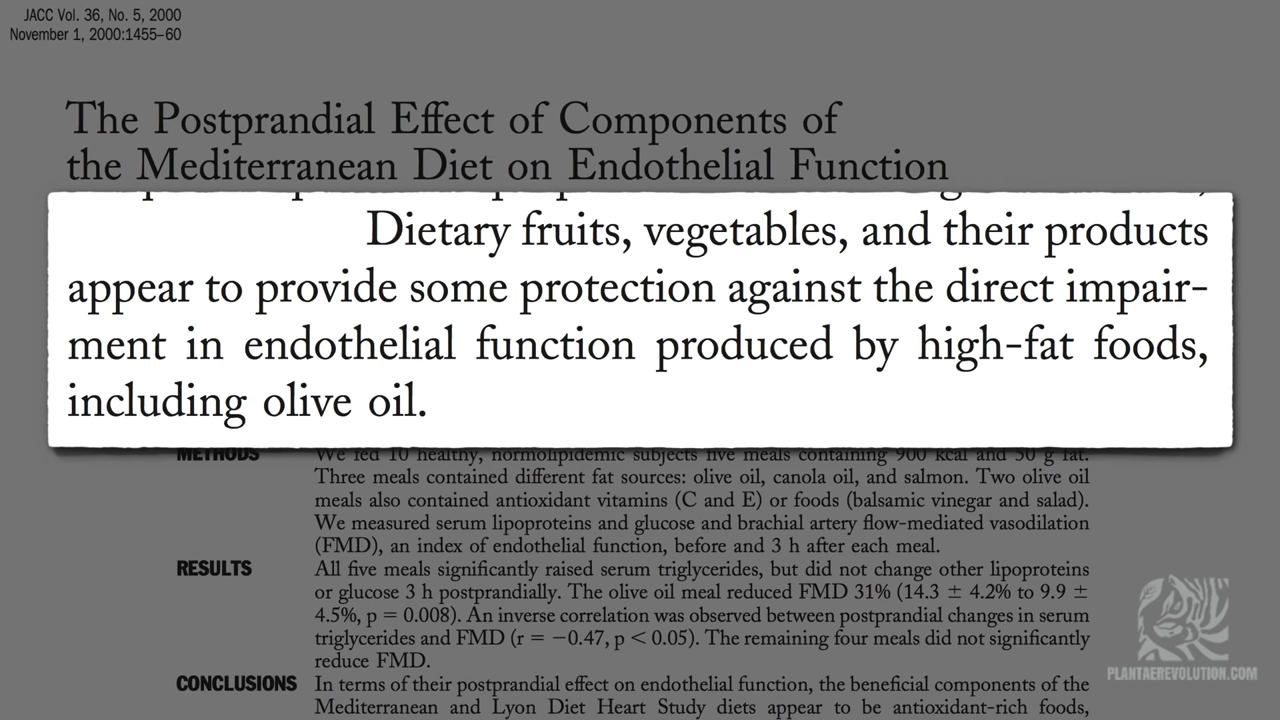 JACC Vol. 36, No. 5, 2000
November 1, 2000:1455–60
The Postprandial Effect of Components of
the Mediterranean Diet on Endothelial Function
Dietary fruits, vegetables, and their products
appear to provide some protection against the direct impair-
ment in endothelial function produced by high-fat foods,
including olive oil.
METHODS We fed 10 healthy, normolipidemic subjects five meals containing 900 kcal and 50 g fat.
Three meals contained different fat sources: olive oil, canola oil, and salmon. Two olive oil
meals also contained antioxidant vitamins (C and E) or foods (balsamic vinegar and salad).
We measured serum lipoproteins and glucose and brachial artery flow-mediated vasodilation
(FMD), an index of endothelial function, before and 3 h after each meal.
RESULTS All five meals significantly raised serum triglycerides, but did not change other lipoproteins
or glucose 3 h postprandially. The olive oil meal reduced FMD 31% (14.3 ± 4.2% to 9.9 ±
4.5%, p = 0.008). An inverse correlation was observed between postprandial changes in serum
triglycerides and FMD (r = −0.47, p < 0.05). The remaining four meals did not significantly
reduce FMD.
CONCLUSIONS In terms of their postprandial effect on endothelial function, the beneficial components of the
Mediterranean and Lyon Diet Heart Study diets appear to be antioxidant-rich foods,
PLANTAEREVOLUTION.COM